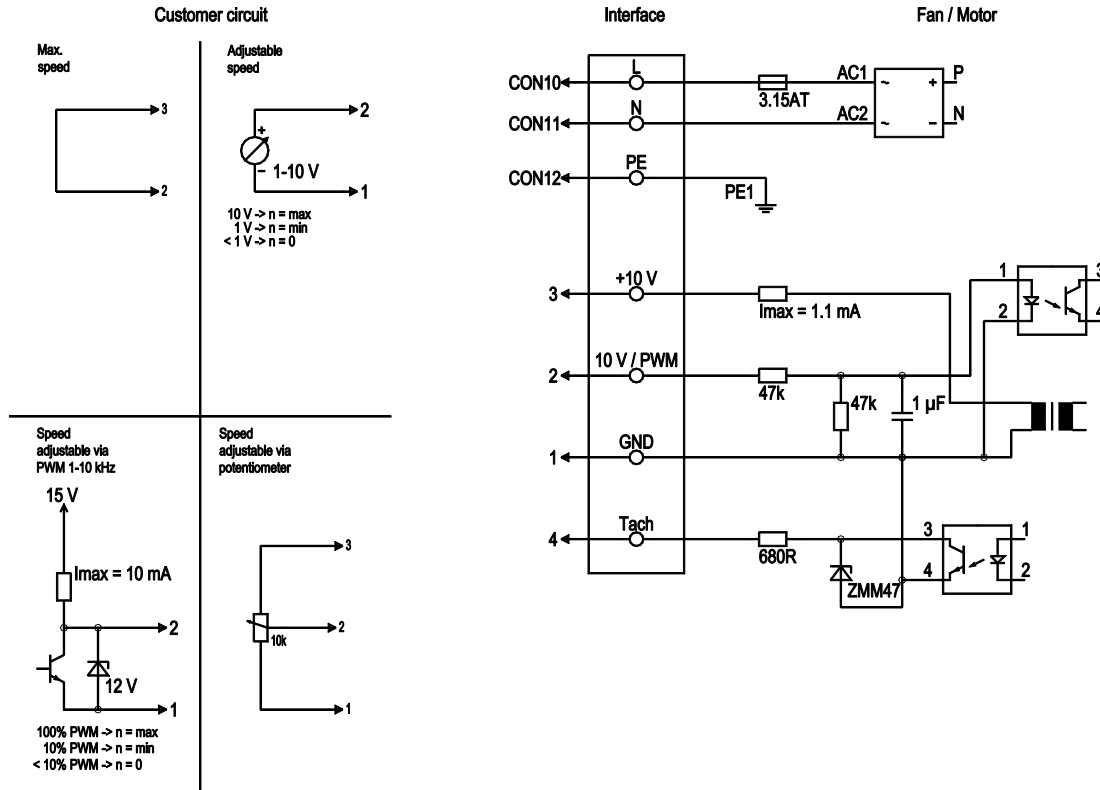 Customer circuit
Interface
Fan / Motor
Max.
speed
3
2
Adjustable
speed
2
+
–
1-10 V
1
10 V -> n = max
1 V -> n = min
< 1 V -> n = 0
Speed
adjustable via
PWM 1-10 kHz
15 V
Imax = 10 mA
2
12 V
1
100% PWM -> n = max
10% PWM -> n = min
< 10% PWM -> n = 0
Speed
adjustable via
potentiometer
3
2
10k
1
L
CON10
3.15AT
AC1
~
+
P
N
CON11
AC2
~
–
N
PE
CON12
PE1
+10 V
3
Imax = 1.1 mA
1
2
3
4
10 V / PWM
2
47k
47k
1 µF
GND
1
Tach
4
680R
ZMM47
3
4
1
2